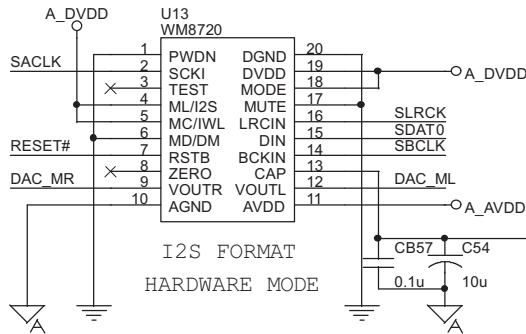 A_DVDD
U13
WM8720
1 PWDN DGND 20
SACLK 2 SCKI DVDD 19 A_DVDD
3 TEST MODE 18
4 ML/I2S MUTE 17
5 MC/IWL LRCIN 16 SLRCK
6 MD/DM DIN 15 SDAT0
RESET# 7 RSTB BCKIN 14 SBCLK
8 ZERO CAP 13
DAC_MR 9 VOUTR VOUTL 12 DAC_ML
10 AGND AVDD 11 A_AVDD
I2S FORMAT
HARDWARE MODE
CB57 C54
0.1u 10u
A A